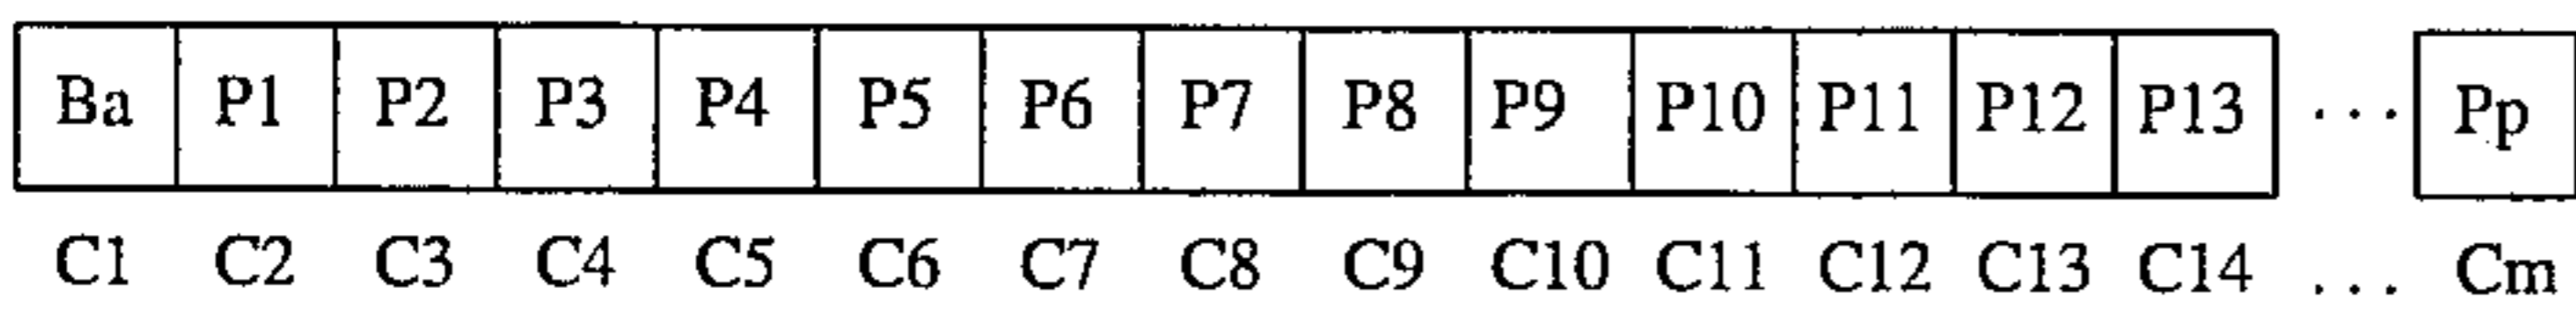 Ba P1 P2 P3 P4 P5 P6 P7 P8 P9 P10 P11 P12 P13 ... Pp
C1 C2 C3 C4 C5 C6 C7 C8 C9 C10 C11 C12 C13 C14 ... Cm